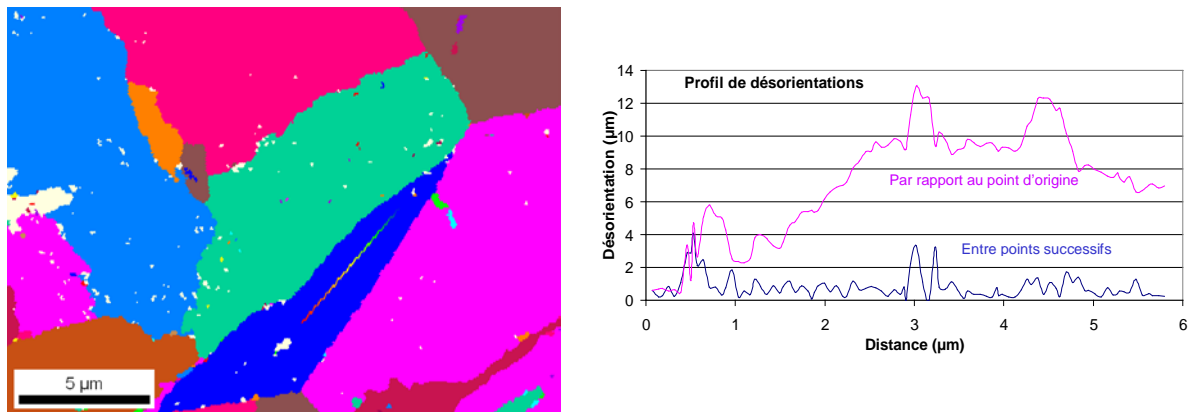 5 µm
Profil de désorientations
Désorientation (µm)
14
12
10
8
6
4
2
0
Par rapport au point d'origine
Entre points successifs
0 1 2 3 4 5 6
Distance (µm)